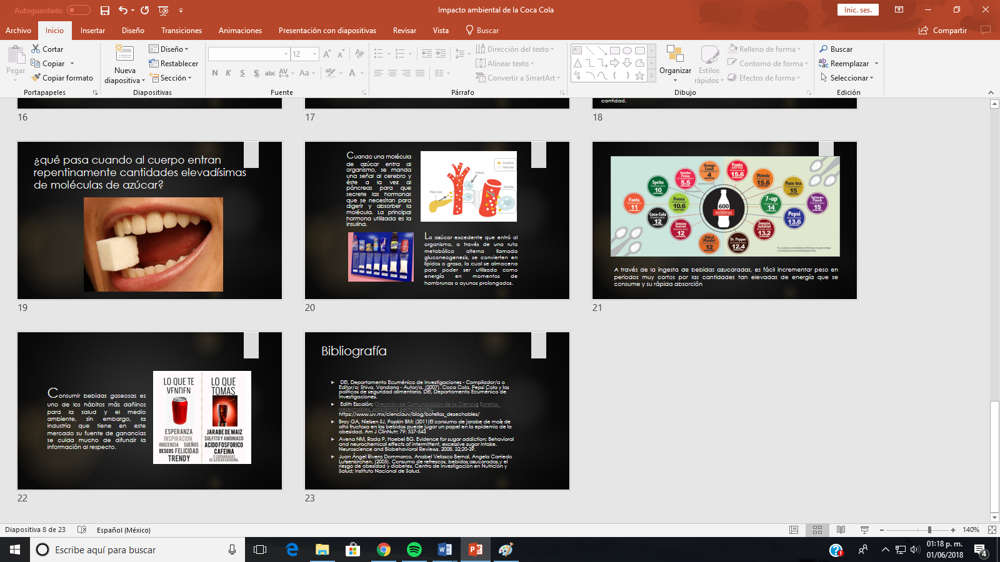 Autoguardado
Impacto ambiental de la Coca Cola
Inic. ses.
Archivo Inicio Insertar Diseño Transiciones Animaciones Presentación con diapositivas Revisar Vista Buscar Compartir
Pegar
Cortar
Copiar
Copiar formato
Portapapeles
Nueva
diapositiva
Diseño
Restablecer
Sección
Diapositivas
12
N K S S abc AV Aa A
Fuente
Dirección del texto
Alinear texto
Convertir a SmartArt
Párrafo
Organizar
Estilos
rápidos
Relleno de forma
Contorno de forma
Efectos de forma
Dibujo
Buscar
Reemplazar
Seleccionar
Edición
cantidad.
16 17 18
¿qué pasa cuando al cuerpo entran
repentinamente cantidades elevadísimas
de moléculas de azúcar?
19
Cuando una molécula
de azúcar entra al
organismo, se manda
una señal al cerebro y
éste a la vez al
páncreas para que
secrete las hormonas
que se necesitan para
digerir y absorber la
molécula. La principal
hormona utilizada es la
insulina.
Insulina
Glucosa
Célula
Páncreas
La azúcar excedente que entró al
organismo, a través de una ruta
metabólica alterna llamada
gluconeogenesis, se convierten en
lípidos o grasa, la cual se almacena
para poder ser utilizada como
energía en momentos de
hambrunas o ayunos prolongados.
20
Orange
Crush
4
Fanta
15.6
Peñafiel
Fresa
5.5
Mirinda
15.6
Sprite
10
Fuze tea
15
Fanta
11
Fresca
10.6
600
mililitros
7-up
14
Delaware
Punch
15
Coca-Cola
12
Pepsi
13.6
Senzao
Guaraná
12
Sangría
Señorial
13.2
Sidral
Mundet
12
Dr. Pepper
12.4
A través de la ingesta de bebidas azucaradas, es fácil incrementar peso en
periodos muy cortos por las cantidades tan elevadas de energía que se
consume y su rápida absorción
21
Consumir bebidas gaseosas es
uno de los hábitos más dañinos
para la salud y el medio
ambiente, sin embargo, la
industria que tiene en este
mercado su fuente de ganancias
se cuida mucho de difundir la
información al respecto.
LO QUE TE
VENDEN
ESPERANZA
INSPIRACION
INOCENCIA SUEÑOS
DESEOS FELICIDAD
TRENDY
LO QUE
TOMAS
JARABE DE MAIZ
SULFITO Y AMONIACO
ACIDO FOSFORICO
CAFEINA
11 CUCHARADAS
DE AZUCAR EN 600ML
22
Bibliografía
DEI, Departamento Ecuménico de Investigaciones - Compilador/a o
Editor/a; Shiva, Vandana - Autor/a. (2007). Coca Cola, Pepsi Cola y las
políticas de seguridad alimentaria. DEI, Departamento Ecuménico de
Investigaciones.
Edith Escalón; Dirección de Comunicación de la Ciencia; Botellas
desechables, problemas permanentes.
https://www.uv.mx/cienciauv/blog/botellas_desechables/
Bray GA, Nielsen SJ, Popkin BM: (2011)El consumo de jarabe de maíz de
alta fructosa en las bebidas puede jugar un papel en la epidemia de la
obesidad. Am J ClinNutr; 79: 537-543
Avena NM, Rada P, Hoebel BG. Evidence for sugar addiction: Behavioral
and neurochemical effects of intermittent, excessive sugar intake.
Neuroscience and Biobehavioral Reviews. 2008. 32;20-39.
Juan Ángel Rivera Dommarco, Anabel Velasco Bernal, Angela Carriedo
Lutzenkirchen. (2005). Consumo de refrescos, bebidas azucaradas y el
riesgo de obesidad y diabetes. Centro de Investigación en Nutrición y
Salud; Instituto Nacional de Salud.
23
Diapositiva 8 de 23 Español (México) 140%
Escribe aquí para buscar
01:18 p. m.
01/06/2018
4